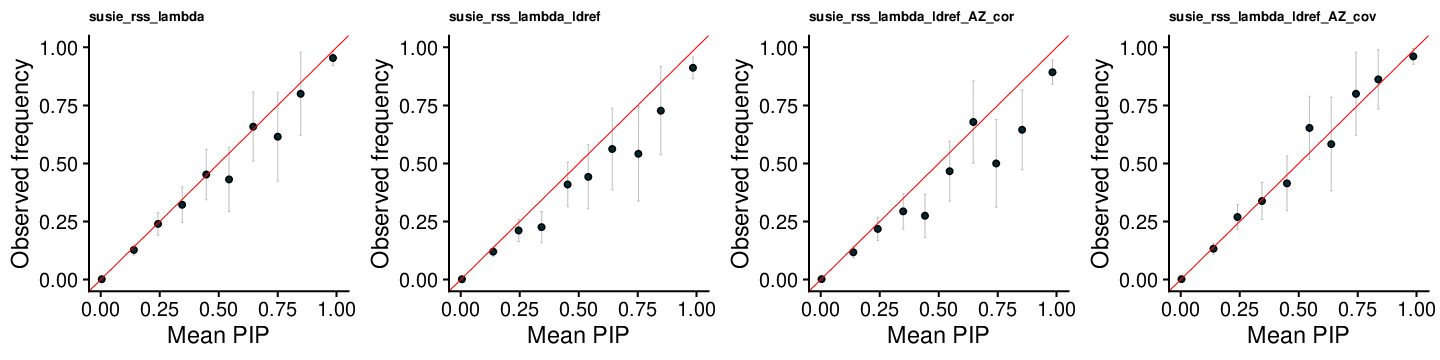 susie_rss_lambda
Observed frequency
1.00
0.75
0.50
0.25
0.00
0.00 0.25 0.50 0.75 1.00
Mean PIP
susie_rss_lambda_ldref
Observed frequency
1.00
0.75
0.50
0.25
0.00
0.00 0.25 0.50 0.75 1.00
Mean PIP
susie_rss_lambda_ldref_AZ_cor
Observed frequency
1.00
0.75
0.50
0.25
0.00
0.00 0.25 0.50 0.75 1.00
Mean PIP
susie_rss_lambda_ldref_AZ_cov
Observed frequency
1.00
0.75
0.50
0.25
0.00
0.00 0.25 0.50 0.75 1.00
Mean PIP